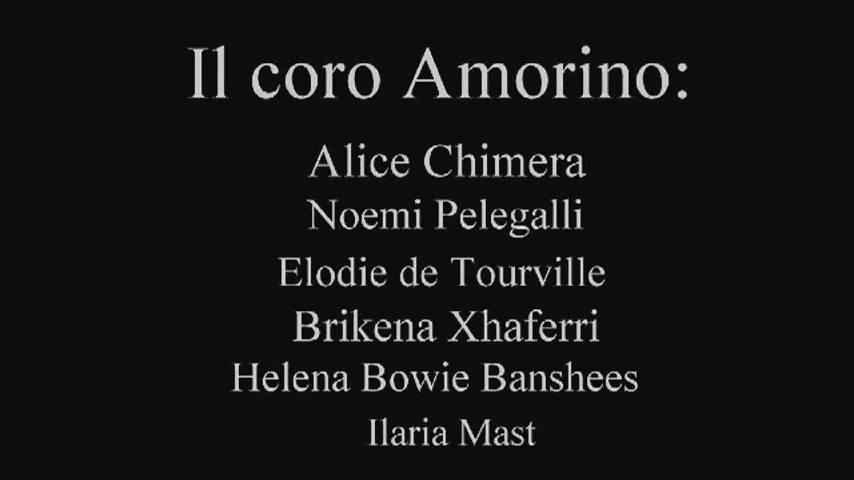 Il coro Amorino:
Alice Chimera
Noemi Pelegalli
Elodie de Tourville
Brikena Xhaferri
Helena Bowie Banshees
Ilaria Mast